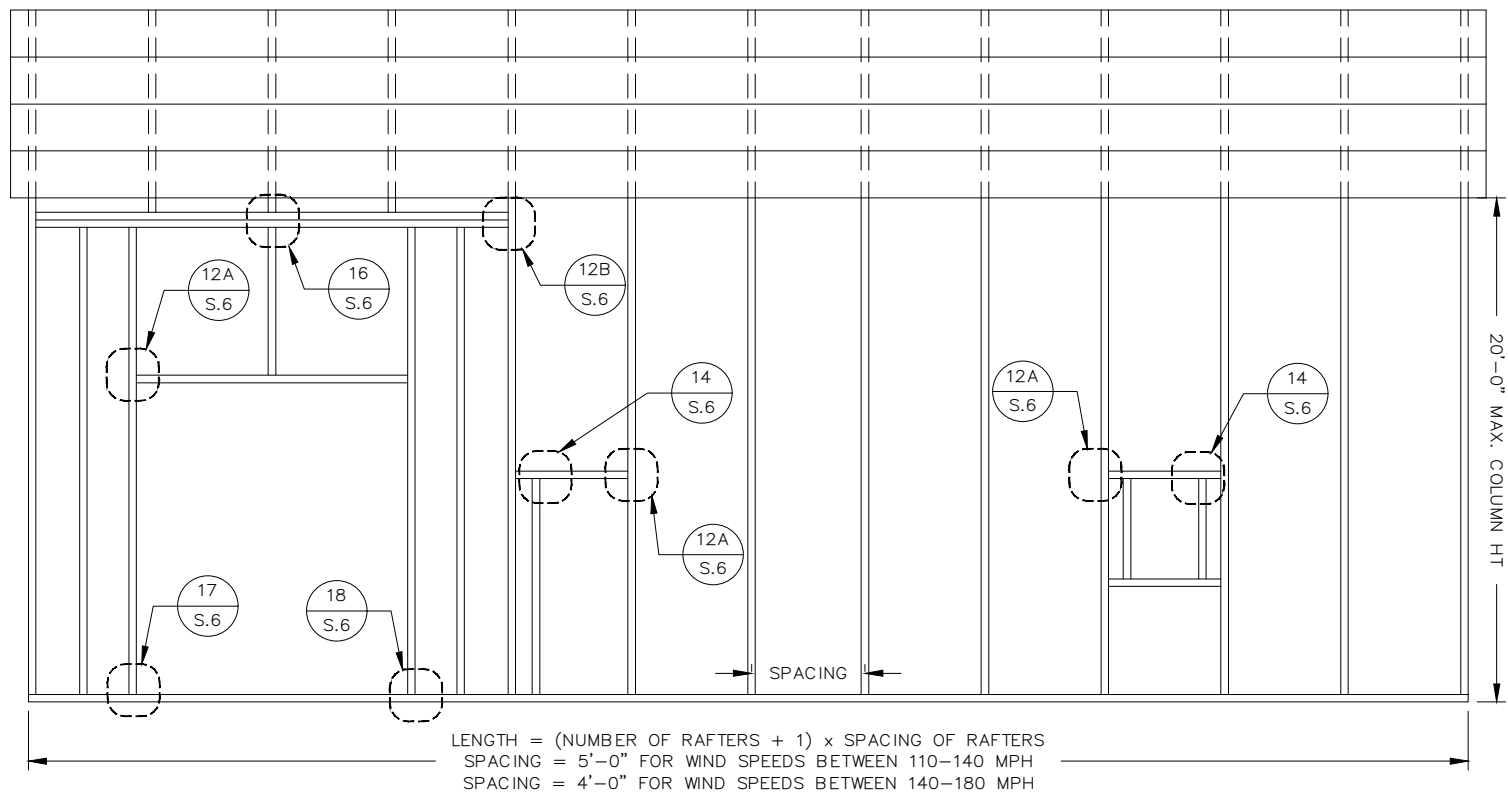 12A
S.6
16
S.6
12B
S.6
20'-0" MAX. COLUMN HT
14
S.6
12A
S.6
14
S.6
12A
S.6
17
S.6
18
S.6
SPACING
LENGTH = (NUMBER OF RAFTERS + 1) x SPACING OF RAFTERS
SPACING = 5'-0" FOR WIND SPEEDS BETWEEN 110-140 MPH
SPACING = 4'-0" FOR WIND SPEEDS BETWEEN 140-180 MPH